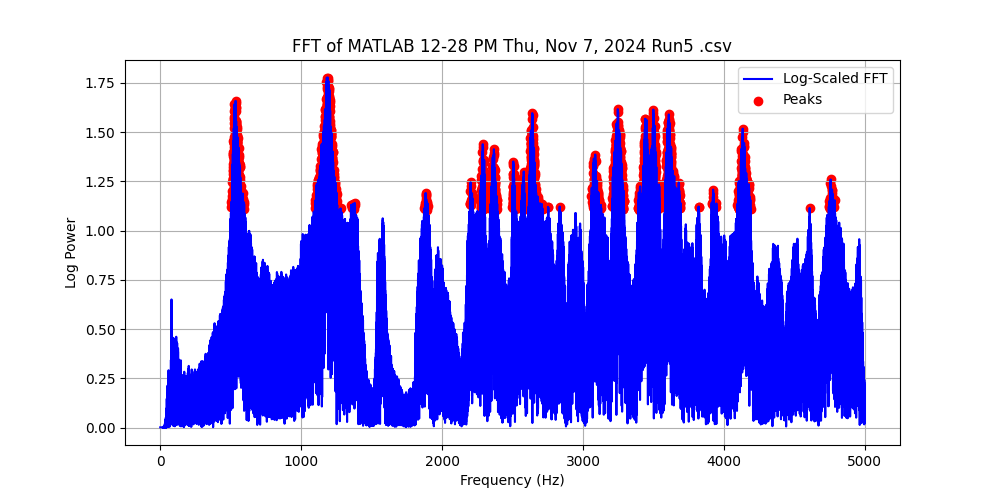 FFT of MATLAB 12-28 PM Thu, Nov 7, 2024 Run5 .csv
Log-Scaled FFT
Peaks
Log Power
1.75
1.50
1.25
1.00
0.75
0.50
0.25
0.00
0 1000 2000 3000 4000 5000
Frequency (Hz)